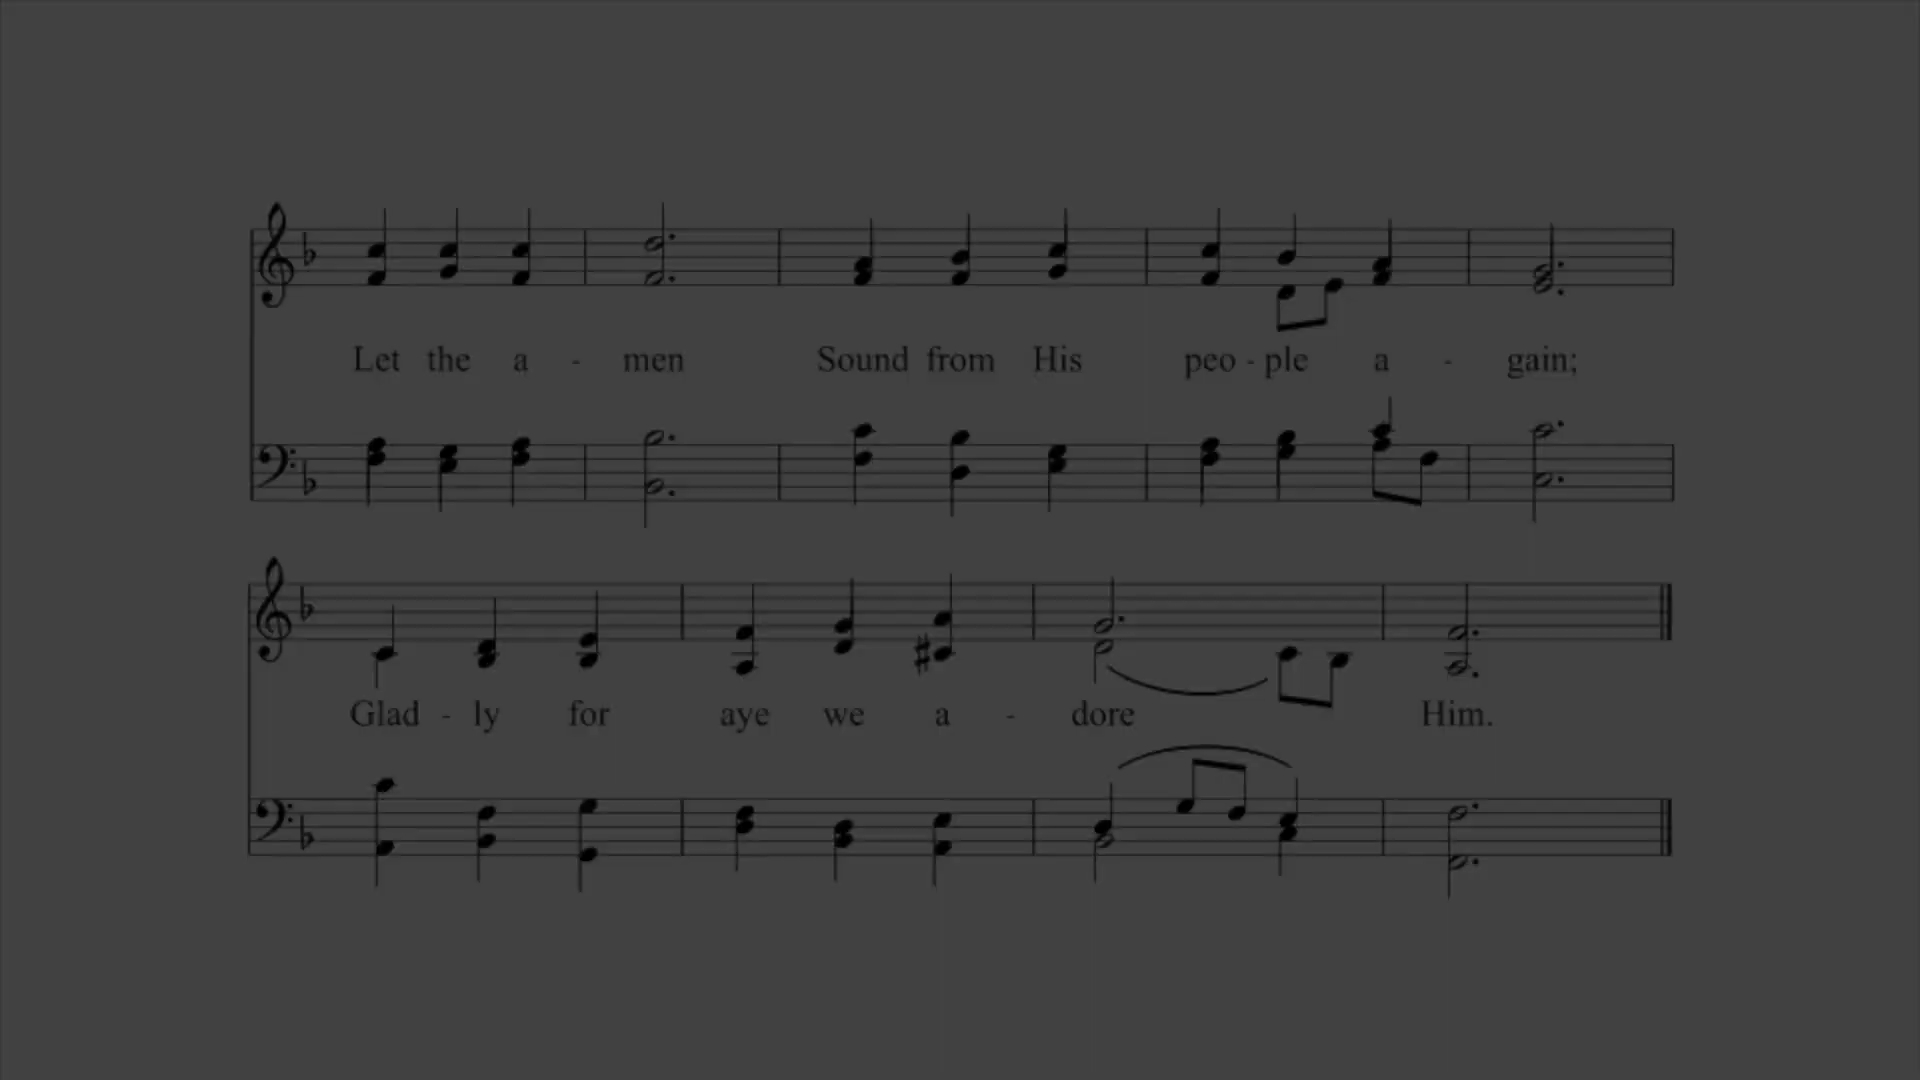 Let the a - men Sound from His peo - ple a - gain;
Glad - ly for aye we a - dore Him.